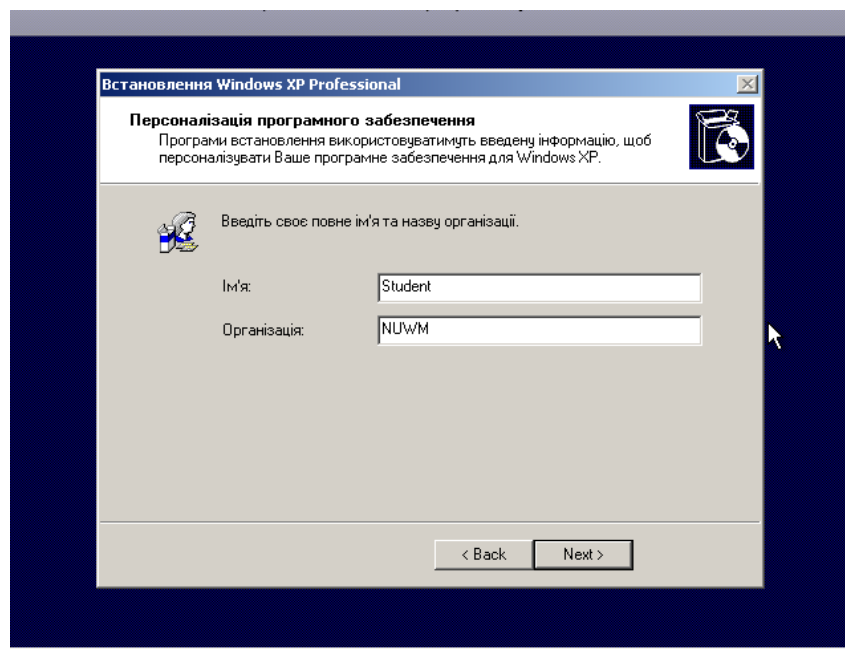 Встановлення Windows XP Professional
Персоналізація програмного забезпечення
Програми встановлення використовуватимуть введену інформацію, щоб
персоналізувати Ваше програмне забезпечення для Windows XP.
Введіть своє повне ім'я та назву організації.
Ім'я:
Student
Організація:
NUWM
< Back
Next >